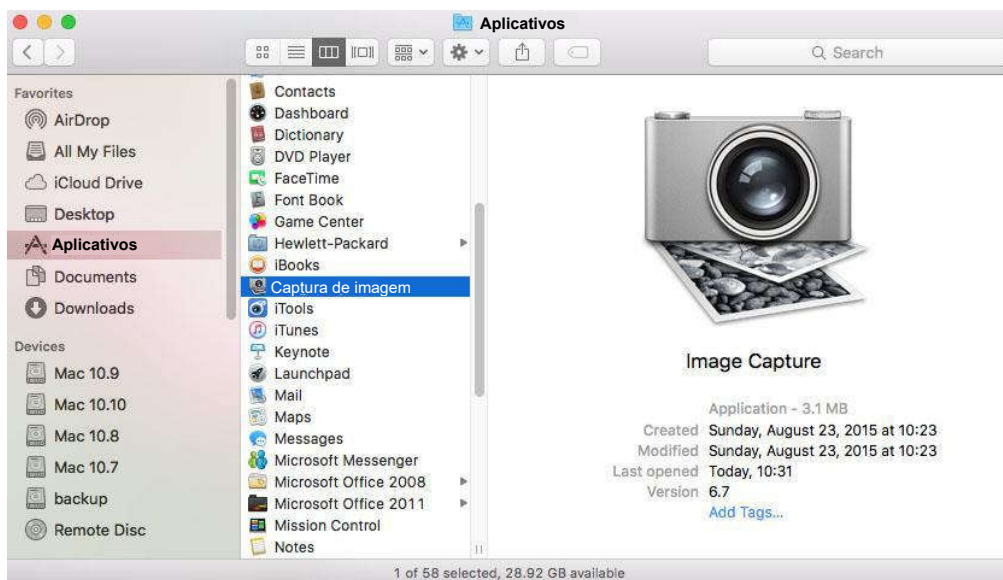 Aplicativos
Search
Favorites
AirDrop
All My Files
iCloud Drive
Desktop
Aplicativos
Documents
Downloads
Devices
Mac 10.9
Mac 10.10
Mac 10.8
Mac 10.7
backup
Remote Disc
Contacts
Dashboard
Dictionary
DVD Player
FaceTime
Font Book
Game Center
Hewlett-Packard
iBooks
Captura de imagem
iTools
iTunes
Keynote
Launchpad
Mail
Maps
Messages
Microsoft Messenger
Microsoft Office 2008
Microsoft Office 2011
Mission Control
Notes
Image Capture
Application - 3.1 MB
Created Sunday, August 23, 2015 at 10:23
Modified Sunday, August 23, 2015 at 10:23
Last opened Today, 10:31
Version 6.7
Add Tags...
1 of 58 selected, 28.92 GB available